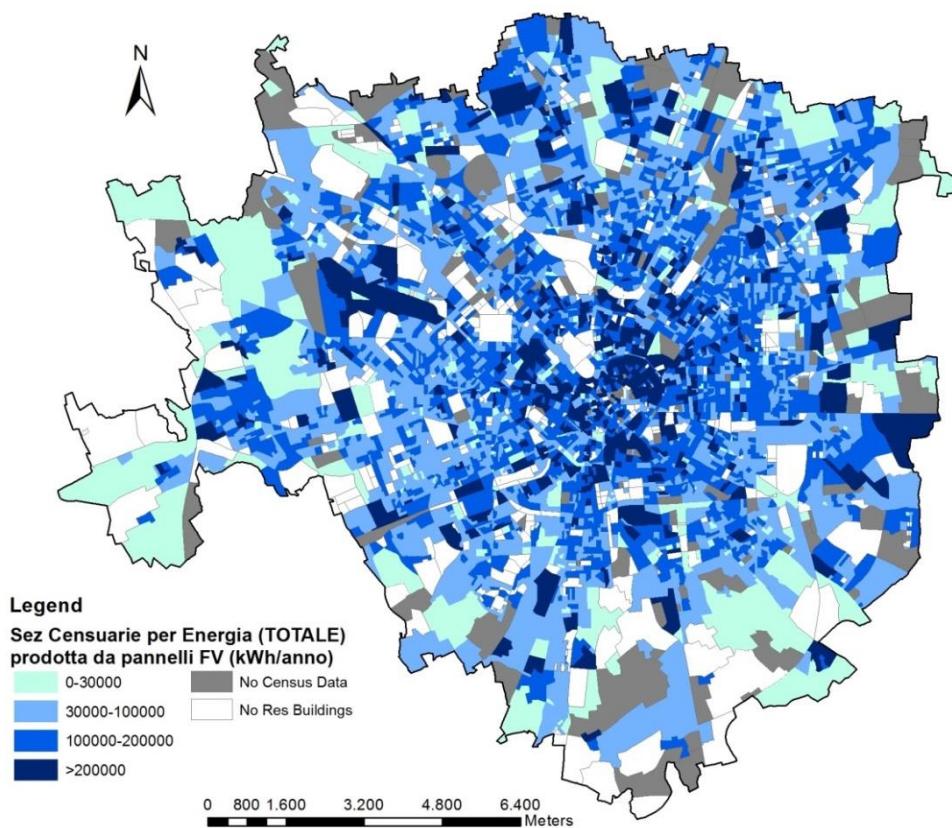 N
Legend
Sez Censuarie per Energia (TOTALE)
prodotta da pannelli FV (kWh/anno)
0-30000
30000-100000
100000-200000
>200000
No Census Data
No Res Buildings
0 800 1.600 3.200 4.800 6.400
Meters